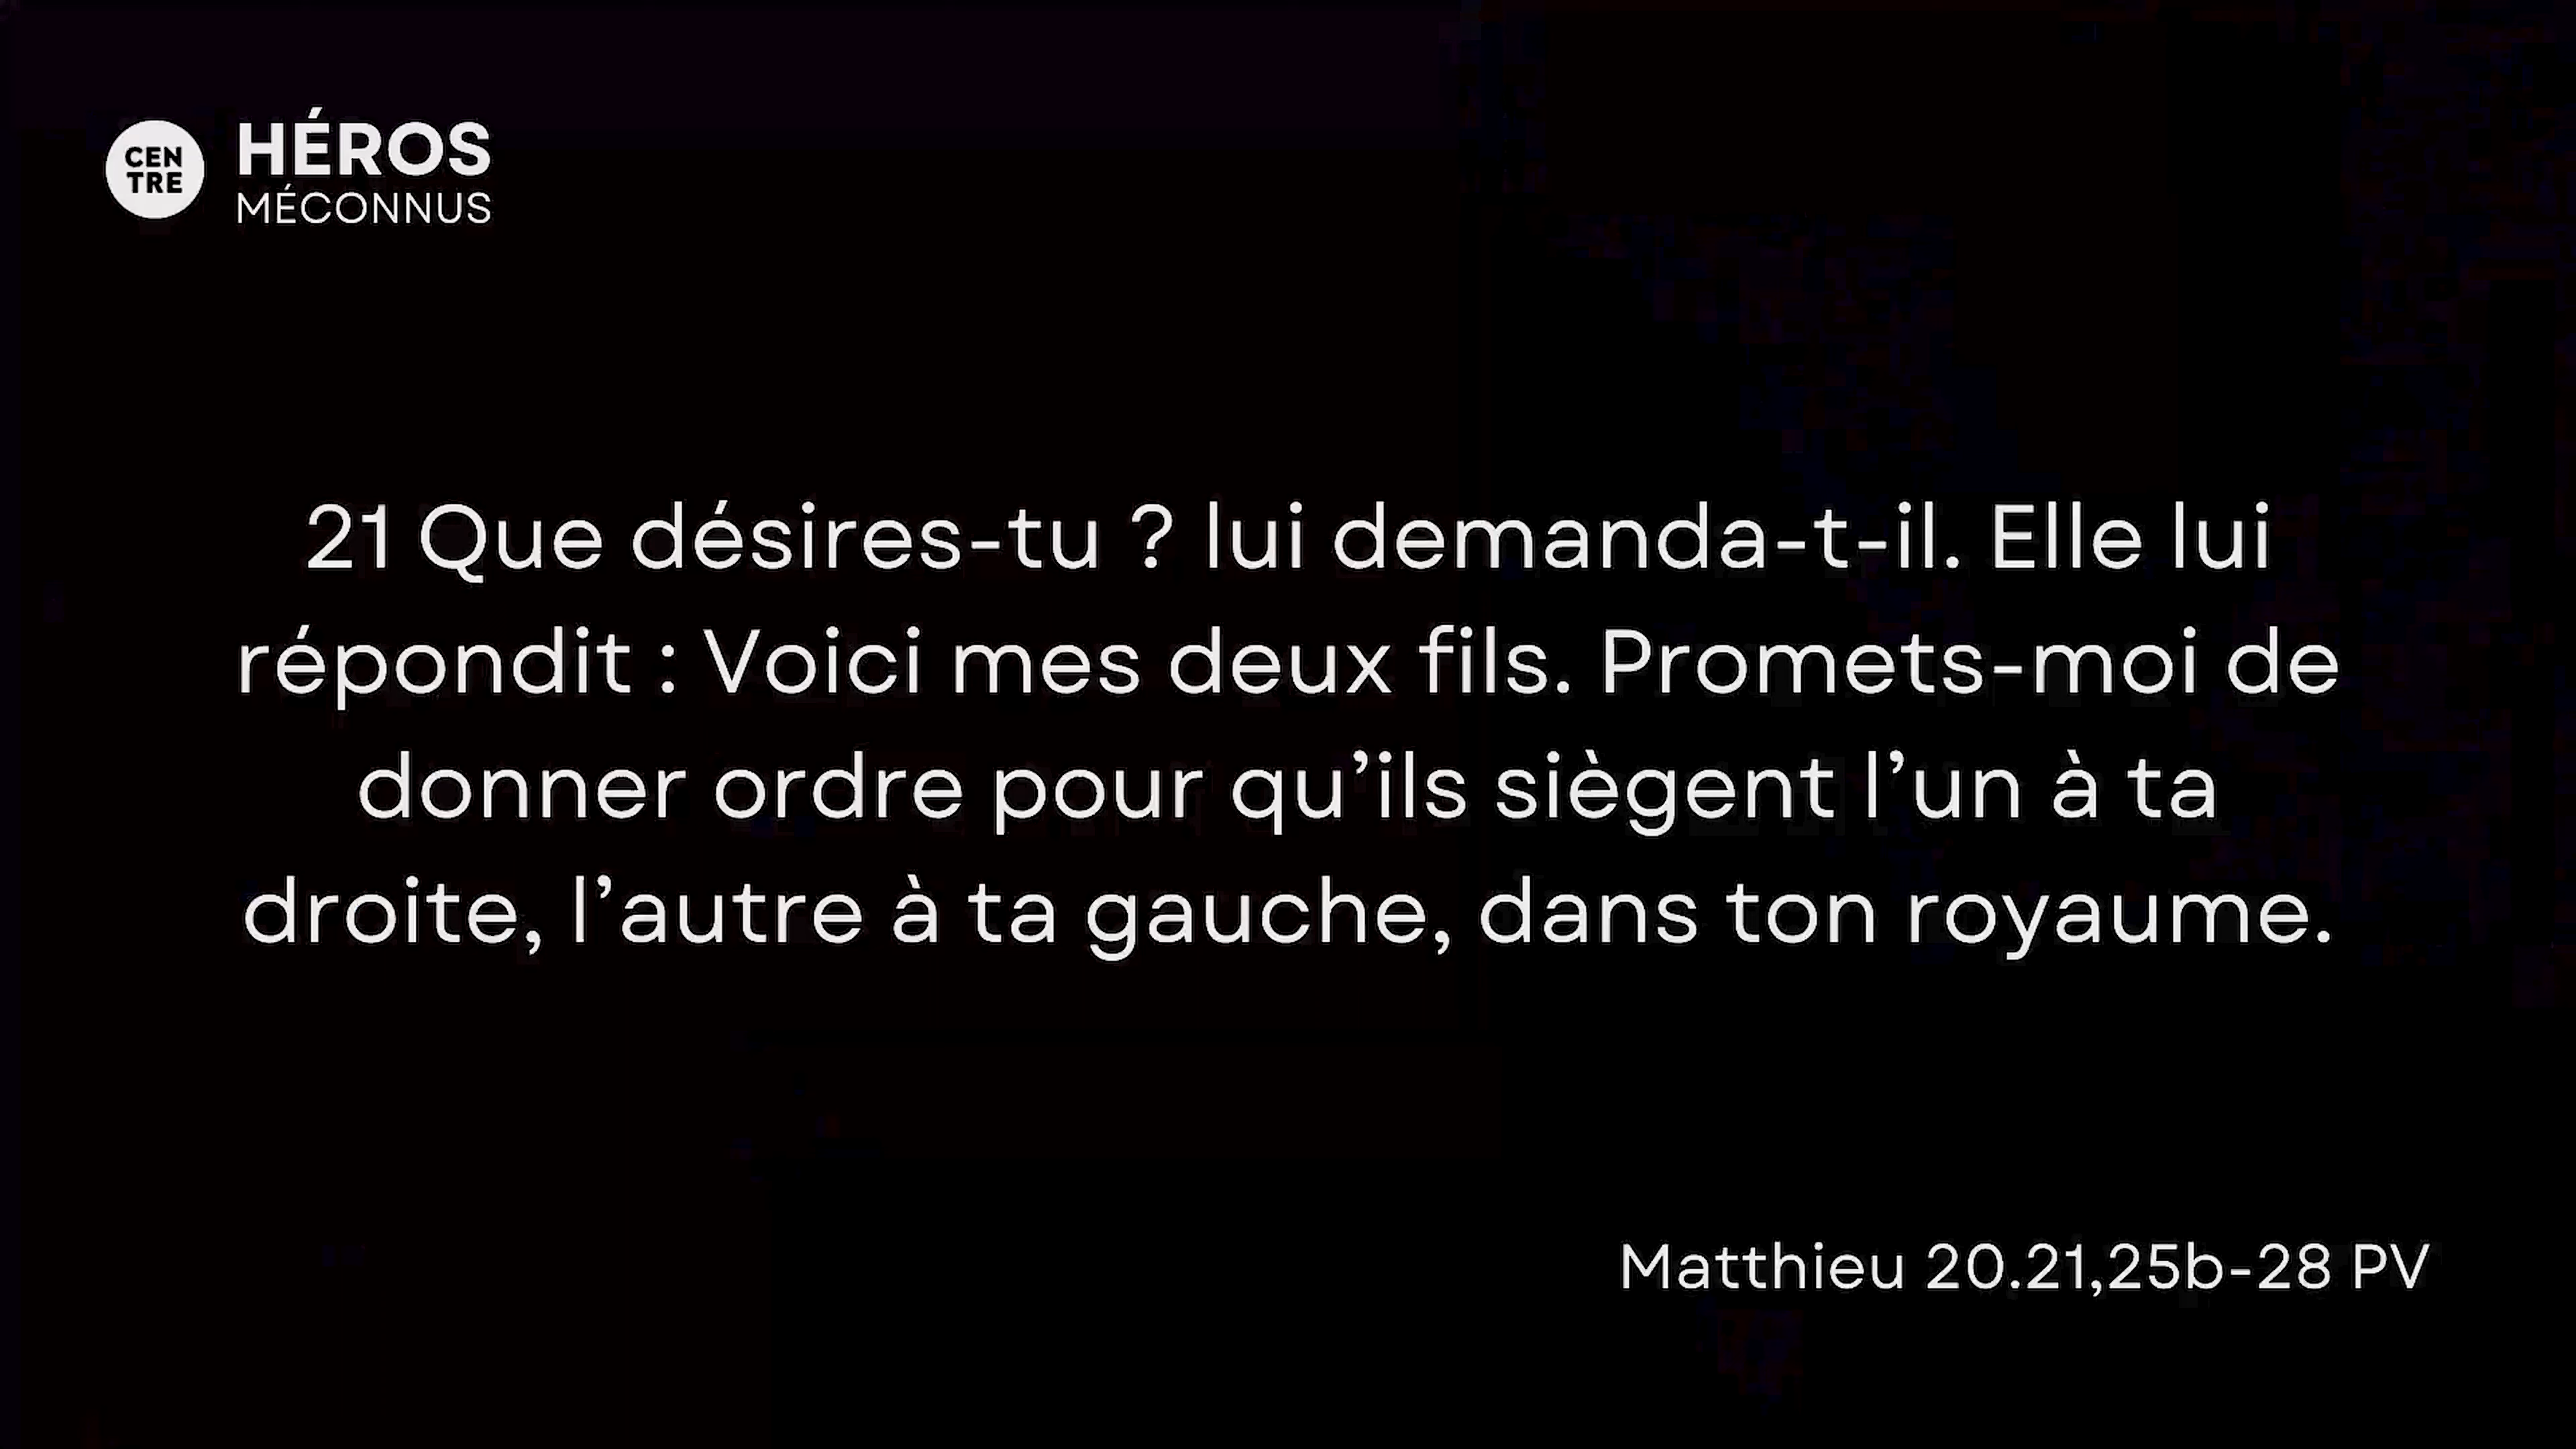 CEN
TRE
HÉROS
MÉCONNUS
21 Que désires-tu ? lui demanda-t-il. Elle lui
répondit : Voici mes deux fils. Promets-moi de
donner ordre pour qu’ils siègent l’un à ta
droite, l’autre à ta gauche, dans ton royaume.
Matthieu 20.21,25b-28 PV